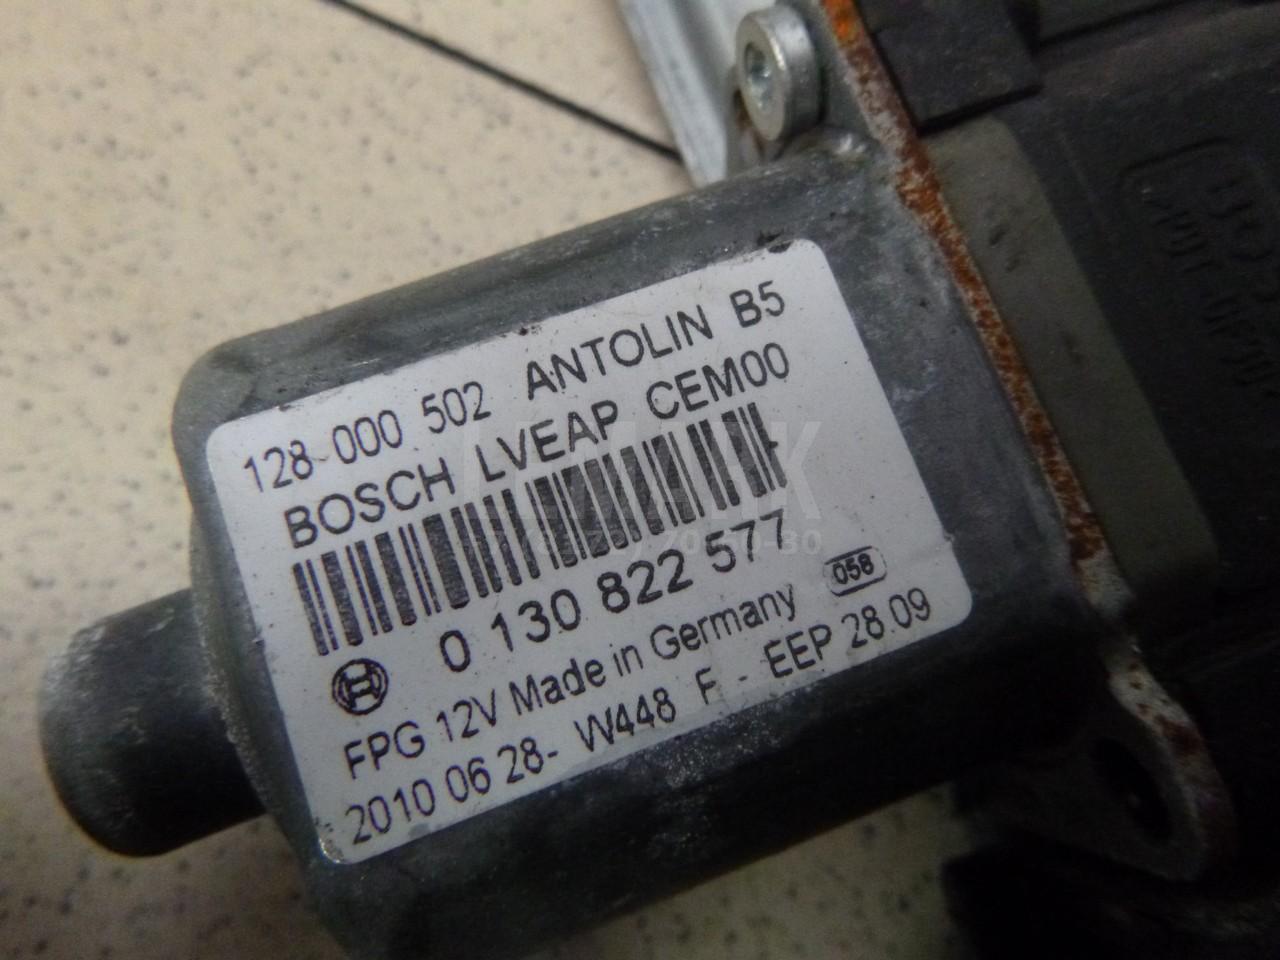 128 000 502 ANTOLIN B5
BOSCH LVEAP CEM00
0 130 822 577
FPG 12V Made in Germany 058
2010 06 28- W448 F - EEP 28.09